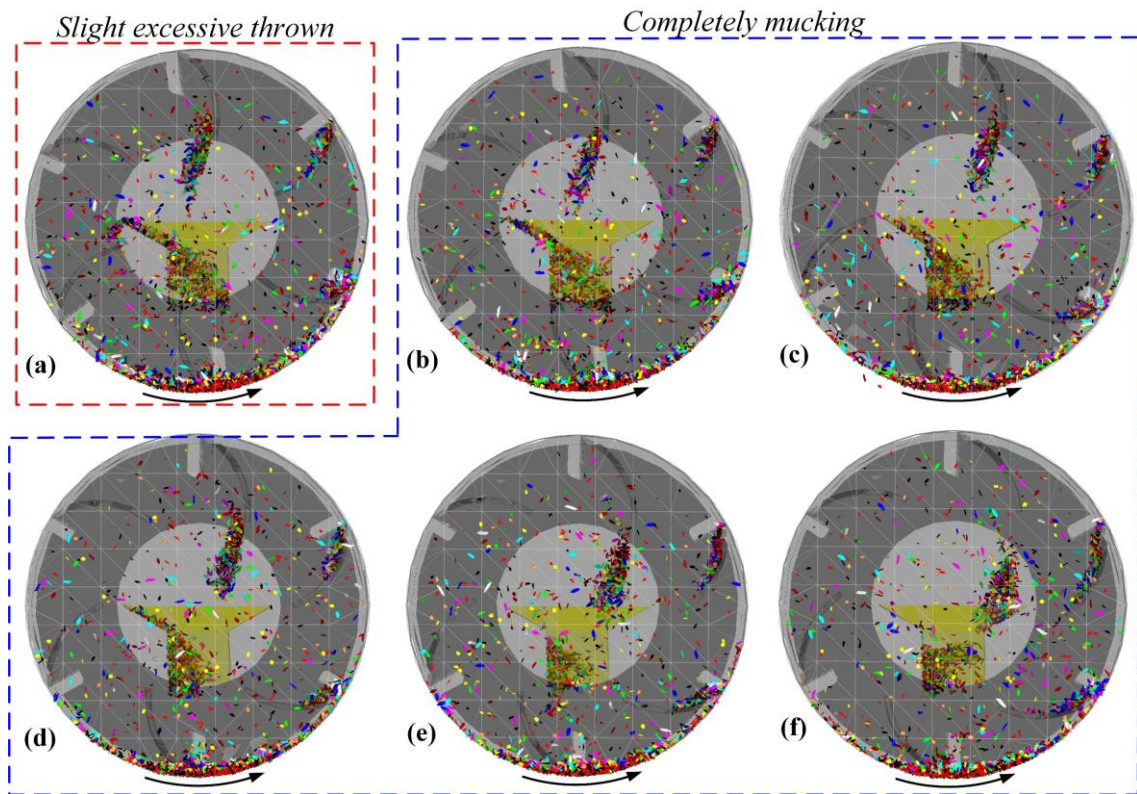 Slight excessive thrown
Completely mucking
(a)
(b)
(c)
(d)
(e)
(f)